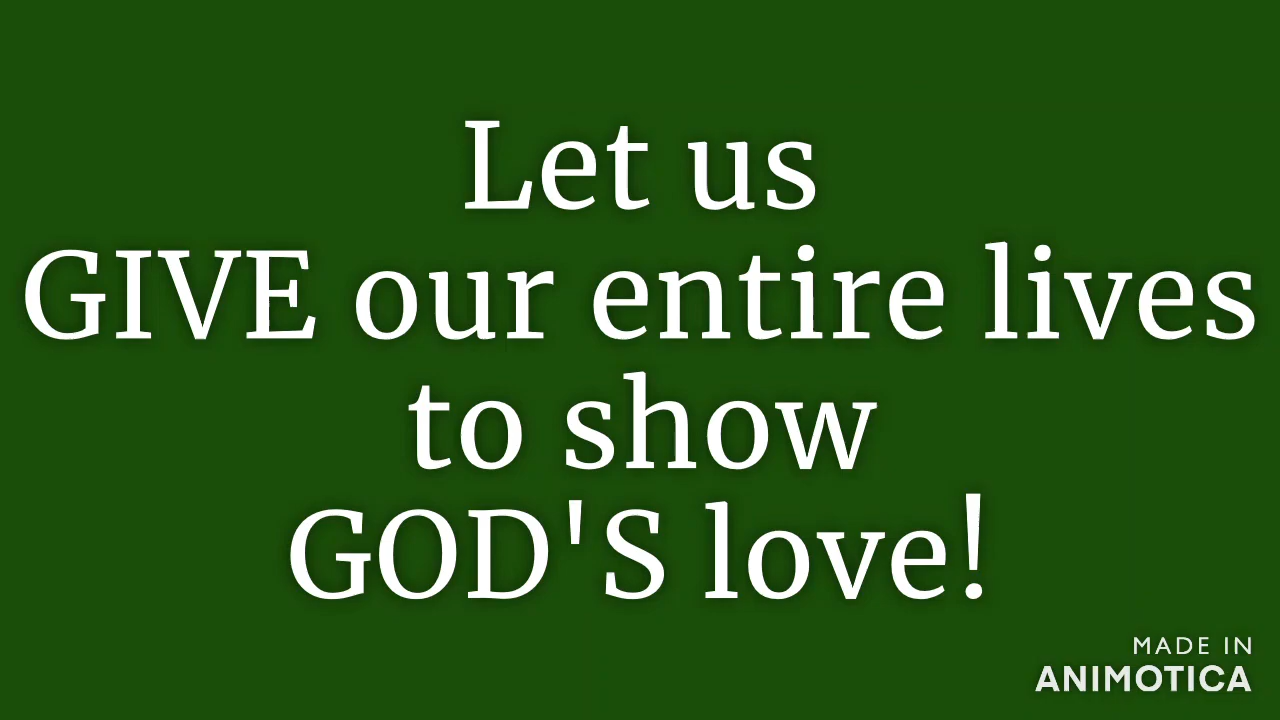 Let us
GIVE our entire lives
to show
GOD'S love!
MADE IN
ANIMOTICA